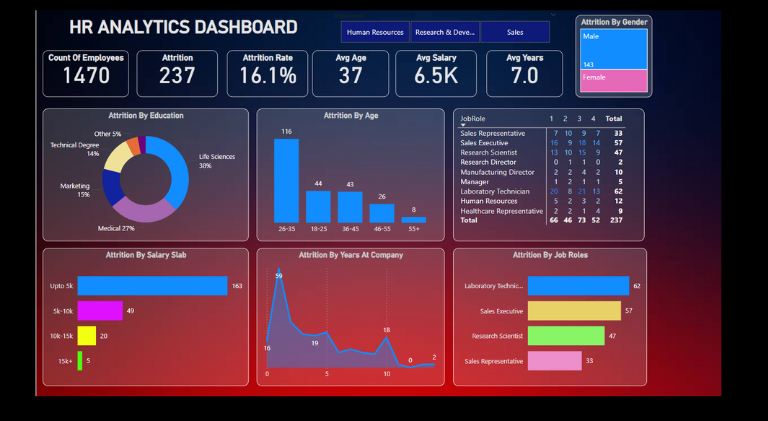 HR ANALYTICS DASHBOARD
Human Resources
Research & Deve...
Sales
Attrition By Gender
Male
143
Female
Count Of Employees
1470
Attrition
237
Attrition Rate
16.1%
Avg Age
37
Avg Salary
6.5K
Avg Years
7.0
Attrition By Education
Other 5%
Technical Degree
14%
Marketing
15%
Medical 27%
Life Sciences
38%
Attrition By Age
116
44
43
26
8
26-35 18-25 36-45 46-55 55+
JobRole 1 2 3 4 Total
Sales Representative 7 10 9 7 33
Sales Executive 16 9 18 14 57
Research Scientist 13 10 15 9 47
Research Director 0 1 1 0 2
Manufacturing Director 2 2 4 2 10
Manager 1 2 1 1 5
Laboratory Technician 20 8 21 13 62
Human Resources 5 2 3 2 12
Healthcare Representative 2 2 1 4 9
Total 66 46 73 52 237
Attrition By Salary Slab
Upto 5k 163
5k-10k 49
10k-15k 20
15k+ 5
Attrition By Years At Company
59
16
19
18
0
2
0 5 10
Attrition By Job Roles
Laboratory Technic... 62
Sales Executive 57
Research Scientist 47
Sales Representative 33